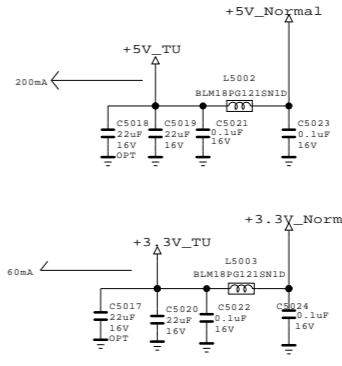 +5V_Normal
+5V_TU
200mA
L5002
BLM18PG121SN1D
C5018
22uF
16V
OPT
C5019
22uF
16V
C5021
0.1uF
16V
C5023
0.1uF
16V
+3.3V_Norm
+3.3V_TU
60mA
L5003
BLM18PG121SN1D
C5017
22uF
16V
OPT
C5020
22uF
16V
C5022
0.1uF
16V
C5024
0.1uF
16V